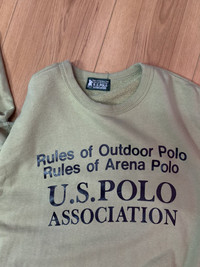 Rules of Outdoor Polo
Rules of Arena Polo
U.S.POLO
ASSOCIATION